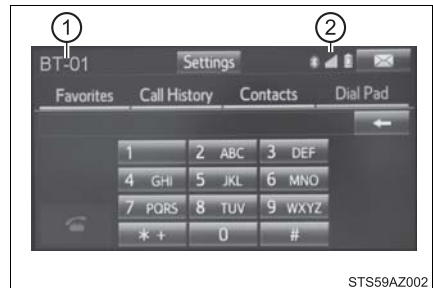 1 2
BT-01 Settings
Favorites Call History Contacts Dial Pad
1 2 ABC 3 DEF
4 GHI 5 JKL 6 MNO
7 PQRS 8 TUV 9 WXYZ
* + 0 #
STS59AZ002